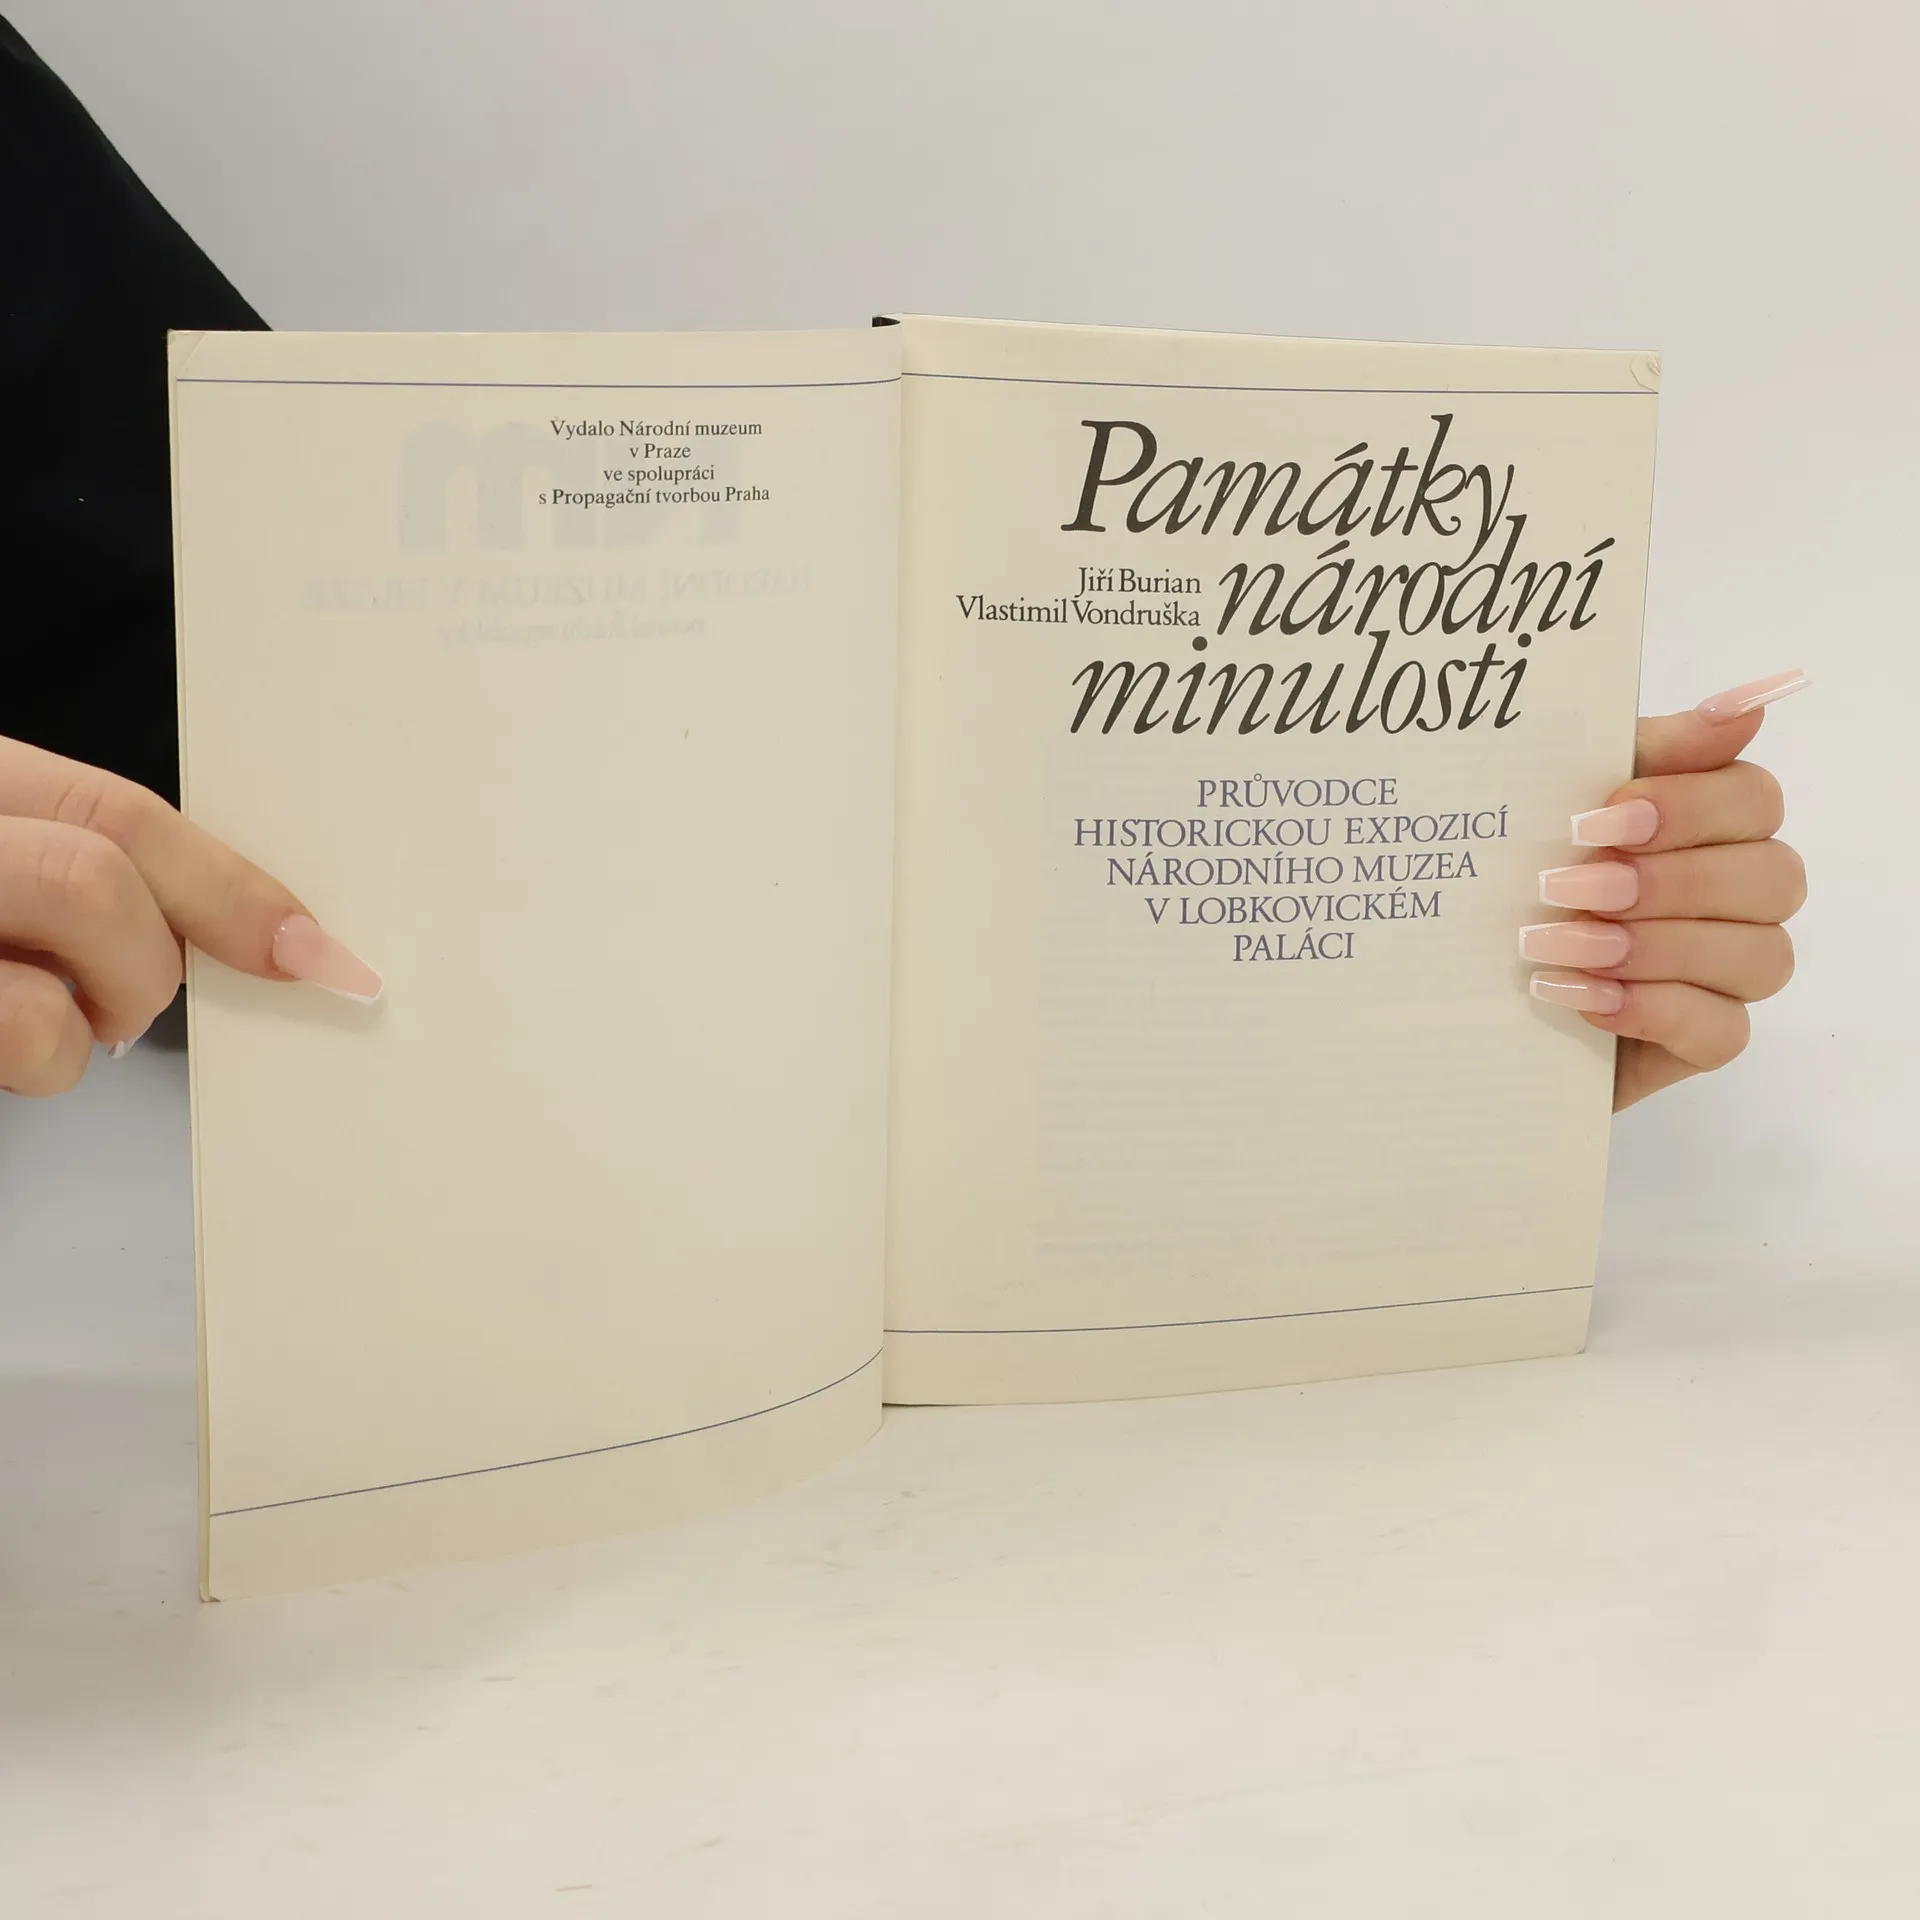 Vydalo Národní muzeum
v Praze
ve spolupráci
s Propagační tvorbou Praha
Památky
Jiří Burian
Vlastimil Vondruška
národní
minulosti
PRŮVODCE
HISTORICKOU EXPOZICÍ
NÁRODNÍHO MUZEA
V LOBKOVICKÉM
PALÁCI